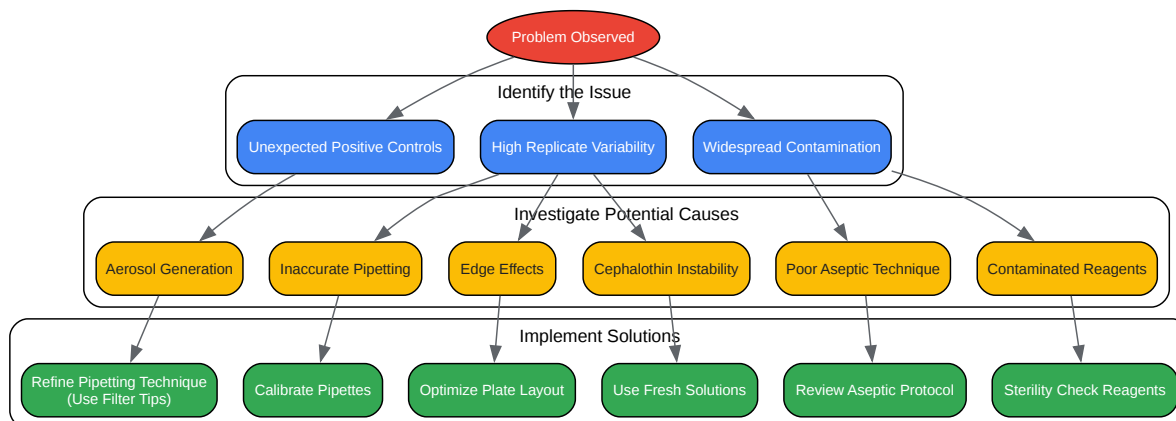 Problem Observed
Identify the Issue
Unexpected Positive Controls
High Replicate Variability
Widespread Contamination
Investigate Potential Causes
Aerosol Generation
Inaccurate Pipetting
Edge Effects
Cephalothin Instability
Poor Aseptic Technique
Contaminated Reagents
Implement Solutions
Refine Pipetting Technique
(Use Filter Tips)
Calibrate Pipettes
Optimize Plate Layout
Use Fresh Solutions
Review Aseptic Protocol
Sterility Check Reagents